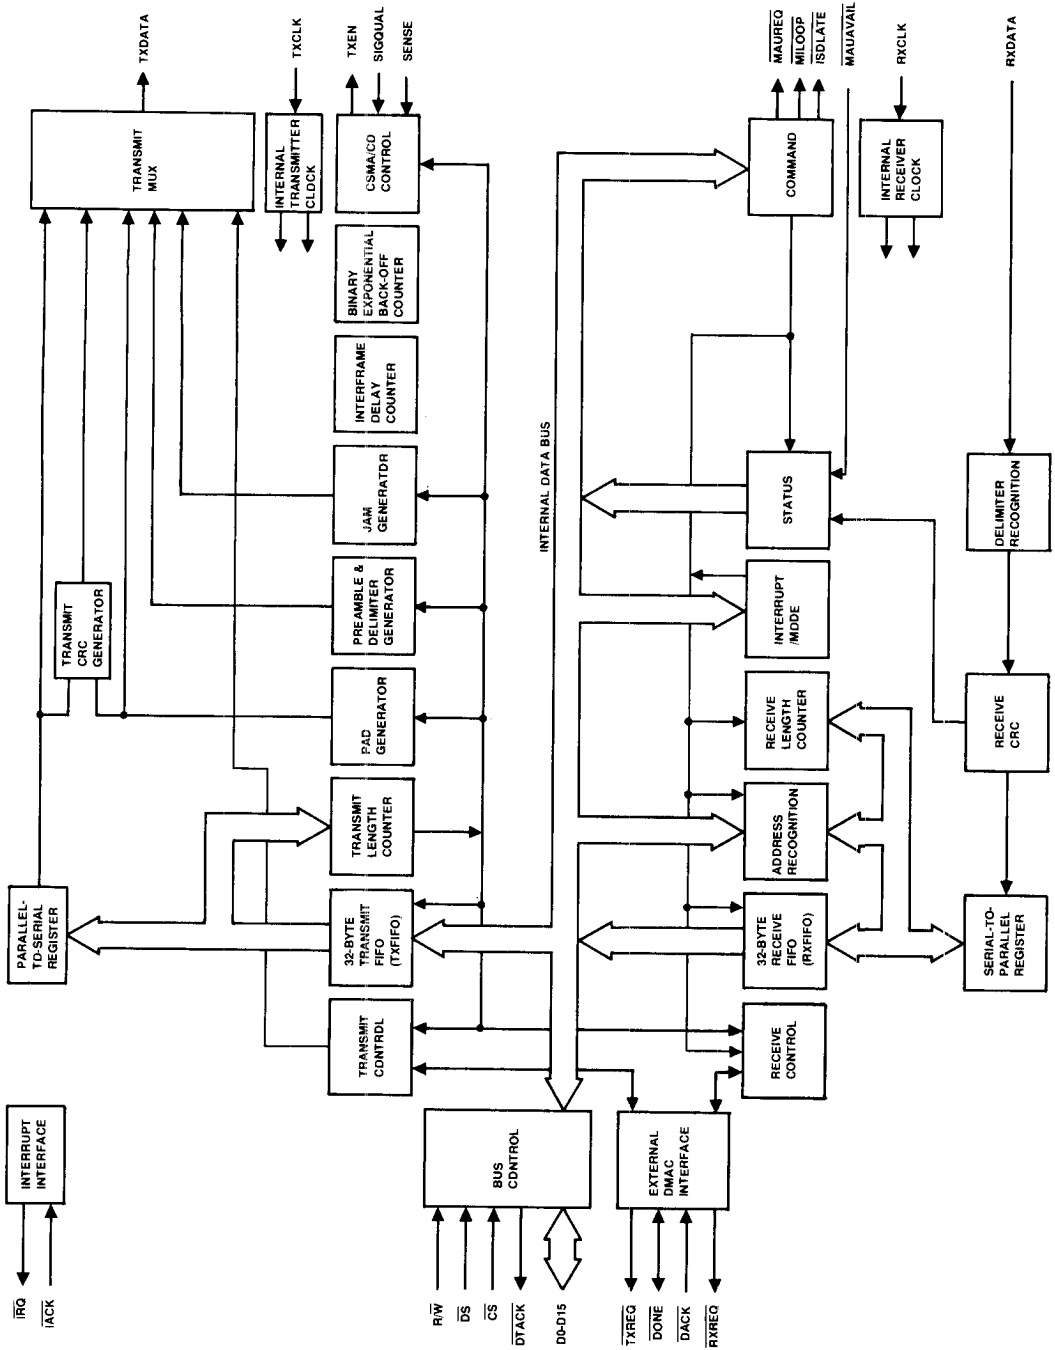 IRQ
IACK
INTERRUPT
INTERFACE
PARALLEL-
TO-SERIAL
REGISTER
TRANSMIT
CRC
GENERATOR
TRANSMIT
MUX
TXDATA
INTERNAL
TRANSMITTER
CLOCK
TXCLK
TRANSMIT
CONTROL
32-BYTE
TRANSMIT
FIFO
(TXFIFO)
TRANSMIT
LENGTH
COUNTER
PAD
GENERATOR
PREAMBLE &
DELIMITER
GENERATOR
JAM
GENERATOR
INTERFRAME
DELAY
COUNTER
BINARY
EXPONENTIAL
BACK-OFF
COUNTER
CSMA/CD
CONTROL
TXEN
SIGQUAL
SENSE
R/W
DS
CS
DTACK
D0-D15
BUS
CONTROL
INTERNAL DATA BUS
TXREQ
DONE
DACK
RXREQ
EXTERNAL
DMAC
INTERFACE
RECEIVE
CONTROL
32-BYTE
RECEIVE
FIFO
(RXFIFO)
ADDRESS
RECOGNITION
RECEIVE
LENGTH
COUNTER
INTERRUPT
/MODE
STATUS
COMMAND
MAUREQ
MILOOP
ISOLATE
MAUAVAIL
INTERNAL
RECEIVER
CLOCK
RXCLK
SERIAL-TO-
PARALLEL
REGISTER
RECEIVE
CRC
DELIMITER
RECOGNITION
RXDATA